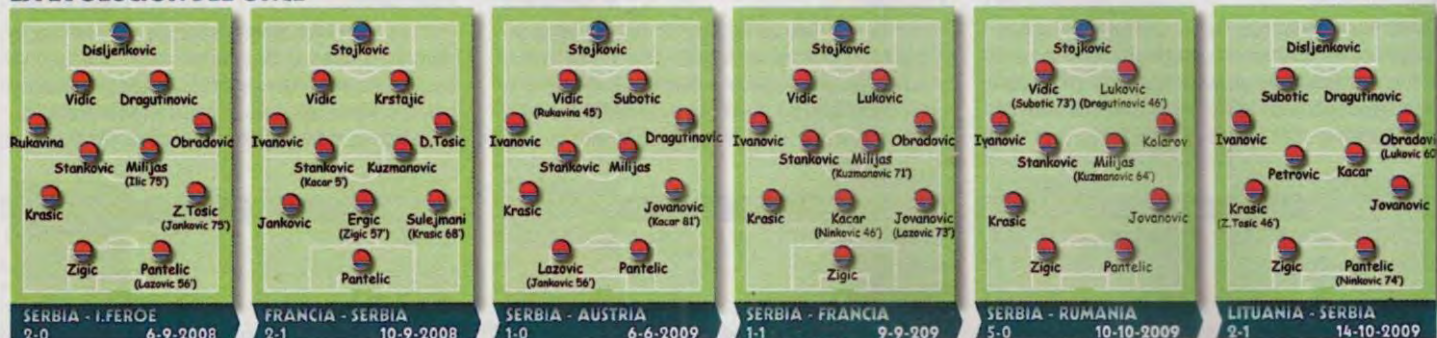 Disljenkovic
Vidic Dragutinovic
Rukavina Obradovic
Stankovic Milijas
(Ilic 75')
Krasic Z.Tosic
(Jankovic 75')
Zigic Pantelic
(Lazovic 56')
SERBIA - I.FEROE
2-0 6-9-2008
Stojkovic
Vidic Krstajic
Ivanovic D.Tosic
Stankovic Kuzmanovic
(Kacar 5')
Jankovic Ergic Sulejmani
(Zigic 57') (Krasic 68')
Pantelic
FRANCIA - SERBIA
2-1 10-9-2008
Stojkovic
Vidic Subotic
(Rukavina 45')
Ivanovic Dragutinovic
Stankovic Milijas
Krasic Jovanovic
(Kacar 81')
Lazovic Pantelic
(Jankovic 56')
SERBIA - AUSTRIA
1-0 6-6-2009
Stojkovic
Vidic Lukovic
Ivanovic Obradovic
Stankovic Milijas
(Kuzmanovic 71')
Krasic Kacar Jovanovic
(Ninkovic 46') (Lazovic 73')
Zigic
SERBIA - FRANCIA
1-1 9-9-209
Stojkovic
Vidic Lukovic
(Subotic 73') (Dragutinovic 46')
Ivanovic Kolarov
Stankovic Milijas
(Kuzmanovic 64')
Krasic Jovanovic
Zigic Pantelic
SERBIA - RUMANIA
5-0 10-10-2009
Disljenkovic
Subotic Dragutinovic
Ivanovic Obradovi
(Lukovic 60
Petrovic Kacar
Krasic Jovanovic
(Z.Tosic 46')
Zigic Pantelic
(Ninkovic 74')
LITUANIA - SERBIA
2-1 14-10-2009